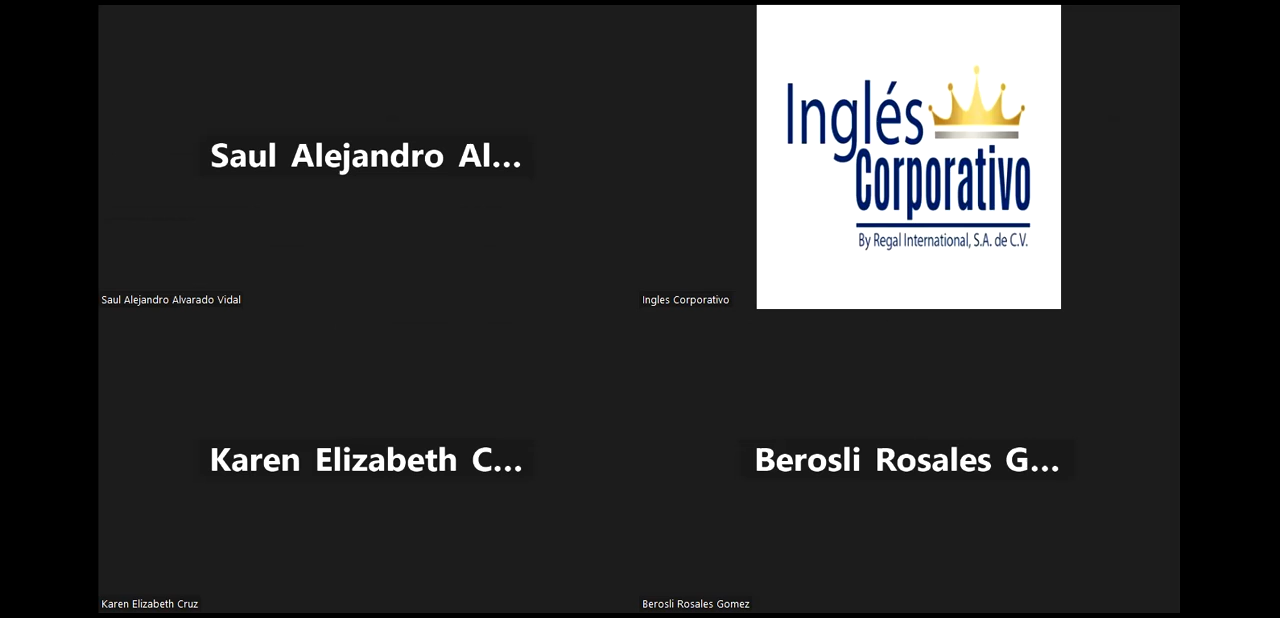 Saul Alejandro Al...
Saul Alejandro Alvarado Vidal
Inglés
Corporativo
By Regal International, S.A. de C.V.
Ingles Corporativo
Karen Elizabeth C...
Karen Elizabeth Cruz
Berosli Rosales G...
Berosli Rosales Gomez